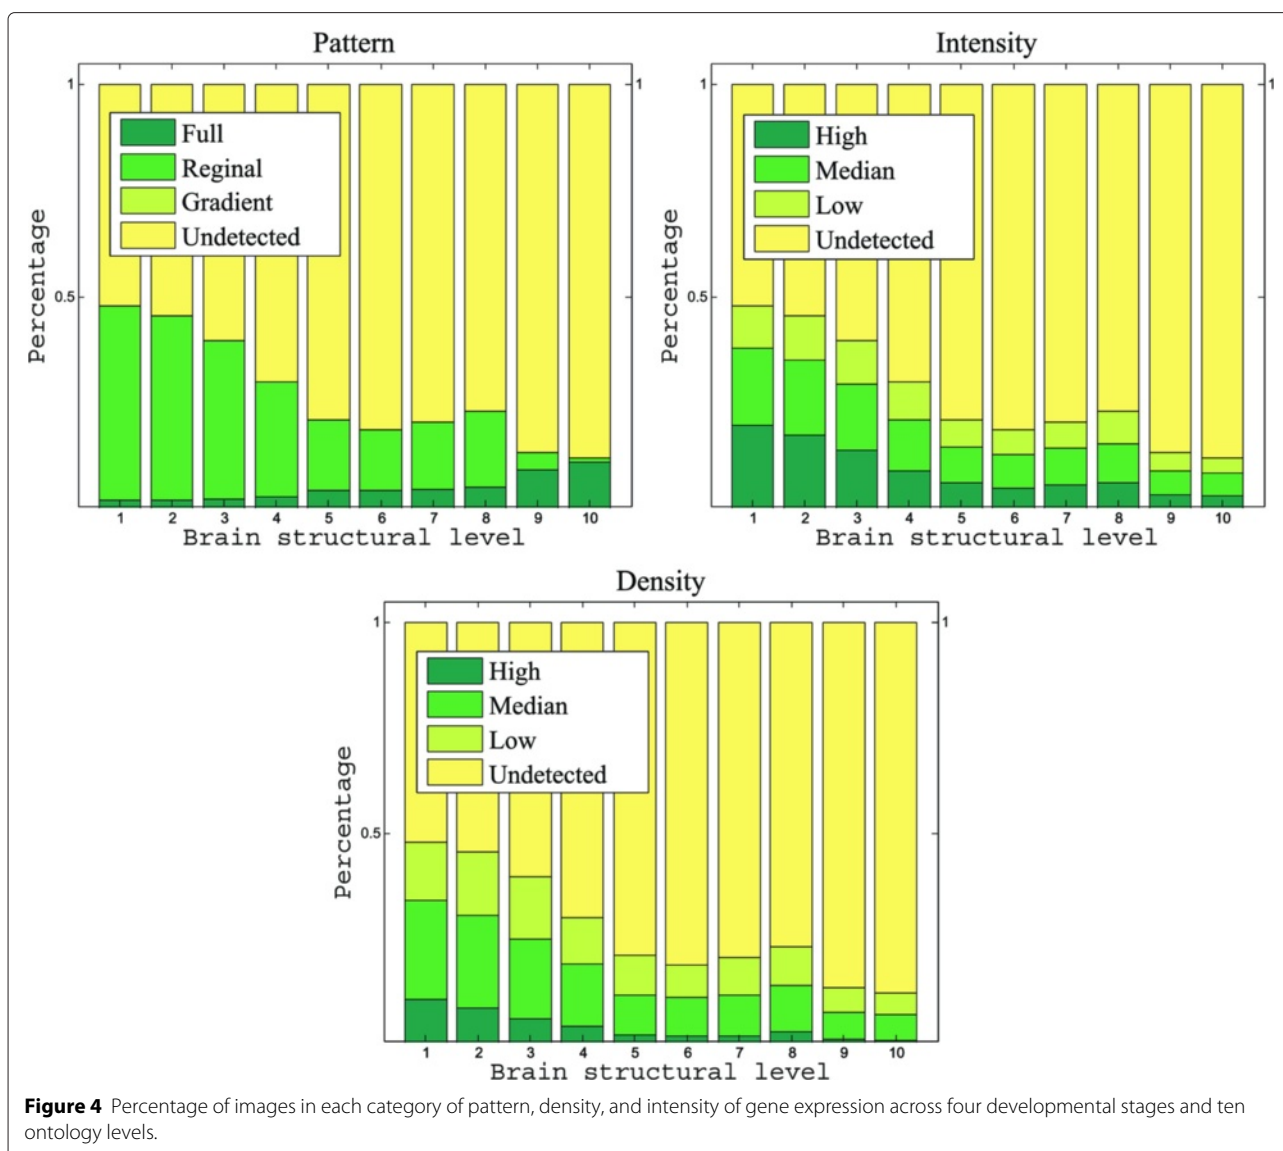 Pattern
1
1
Full
Reginal
Gradient
Undetected
Percentage
0.5
1 2 3 4 5 6 7 8 9 10
Brain structural level
Intensity
1
1
High
Median
Low
Undetected
Percentage
0.5
1 2 3 4 5 6 7 8 9 10
Brain structural level
Density
1
1
High
Median
Low
Undetected
Percentage
0.5
1 2 3 4 5 6 7 8 9 10
Brain structural level
Figure 4 Percentage of images in each category of pattern, density, and intensity of gene expression across four developmental stages and ten
ontology levels.